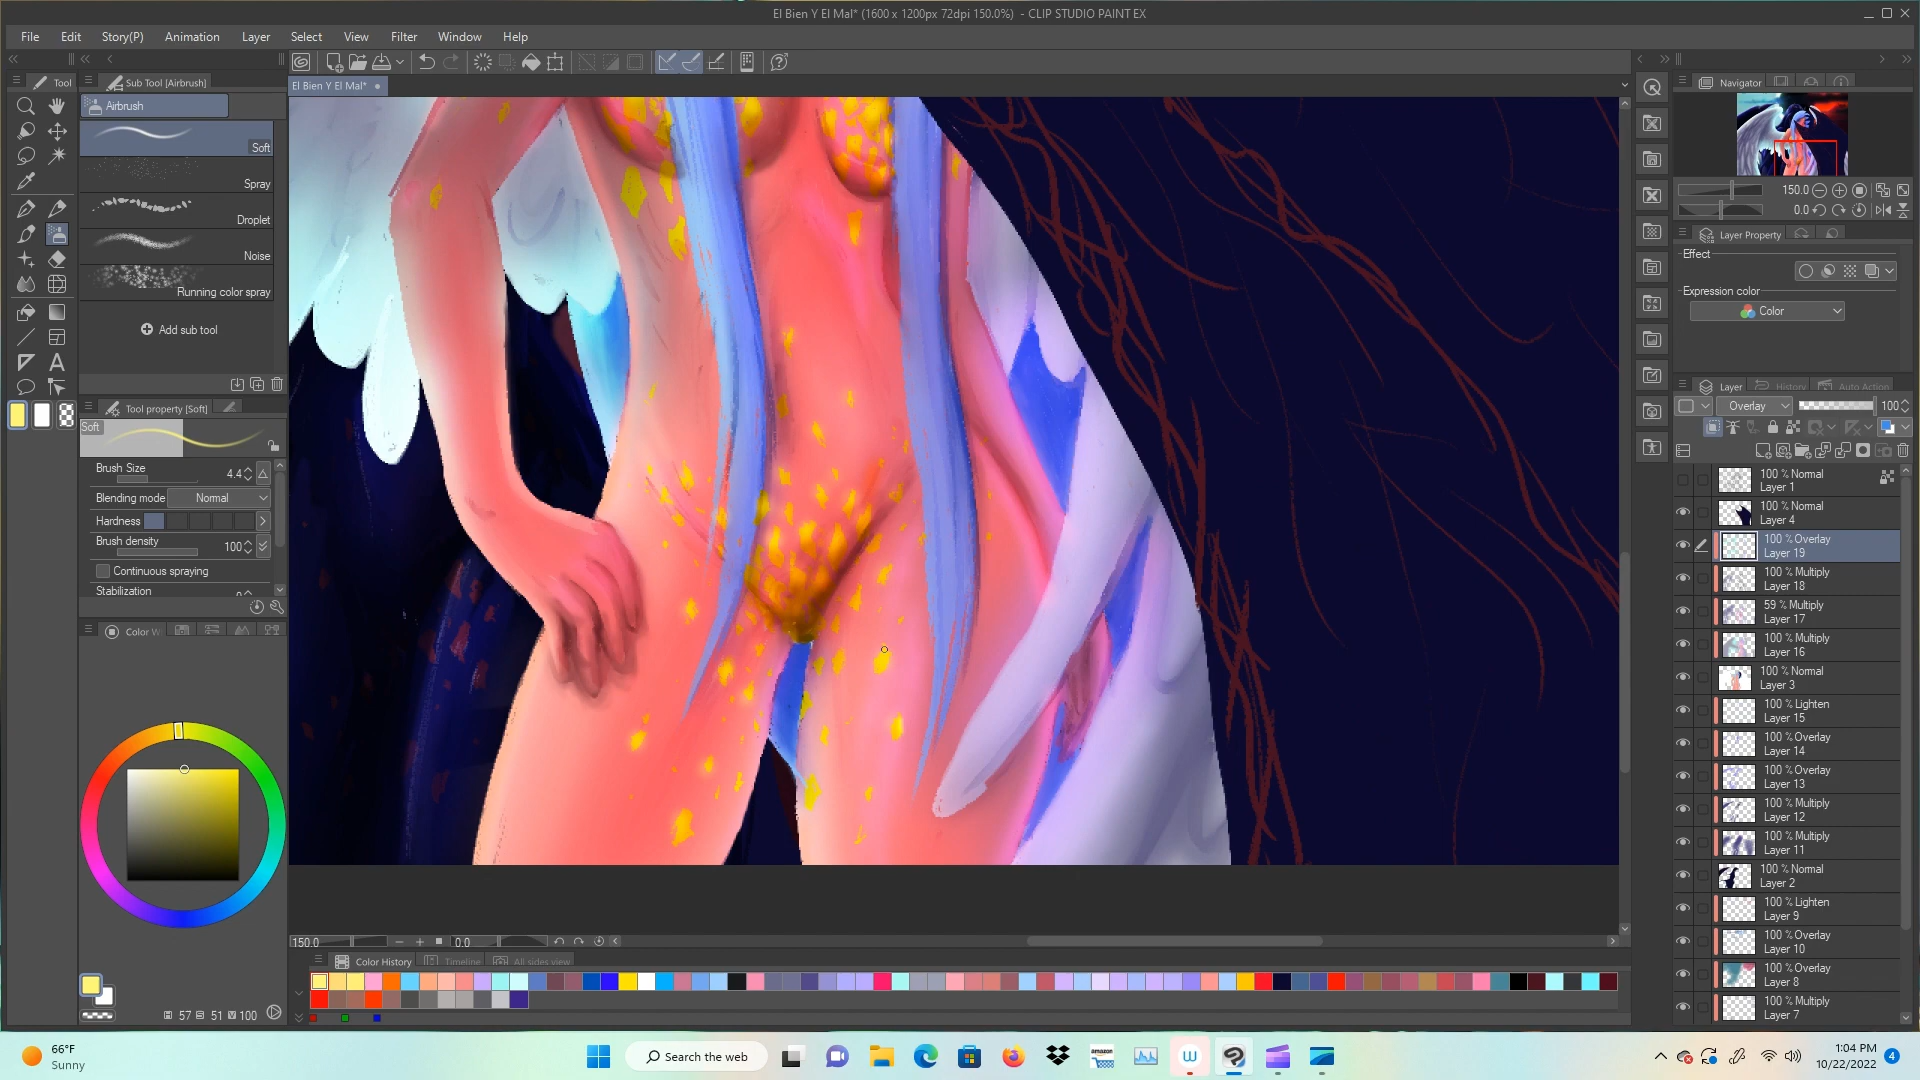 El Bien Y El Mal* (1600 x 1200px 72dpi 150.0%) - CLIP STUDIO PAINT EX
File Edit Story(P) Animation Layer Select View Filter Window Help
Tool
Sub Tool [Airbrush]
El Bien Y El Mal*
Navigator
Airbrush
Soft
Spray
Droplet
Noise
Running color spray
Add sub tool
Tool property [Soft]
Soft
Brush Size 4.4
Blending mode Normal
Hardness
Brush density 100
Continuous spraying
Stabilization
Color W
57 51 100
150.0
0.0
Layer Property
Effect
Expression color
Color
Layer History Auto Action
Overlay 100
100 % Normal
Layer 1
100 % Normal
Layer 4
100 % Overlay
Layer 19
100 % Multiply
Layer 18
59 % Multiply
Layer 17
100 % Multiply
Layer 16
100 % Normal
Layer 3
100 % Lighten
Layer 15
100 % Overlay
Layer 14
100 % Overlay
Layer 13
100 % Multiply
Layer 12
100 % Multiply
Layer 11
100 % Normal
Layer 2
100 % Lighten
Layer 9
100 % Overlay
Layer 10
100 % Overlay
Layer 8
100 % Multiply
Layer 7
150.0 0.0
Color History Timeline All sides view
66°F
Sunny
Search the web
amazon
1:04 PM
10/22/2022
4